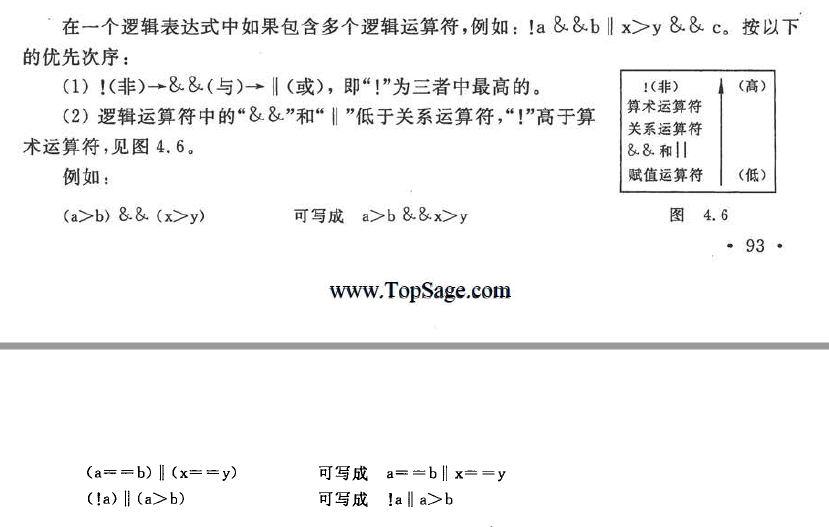 在一个逻辑表达式中如果包含多个逻辑运算符,例如:!a && b ‖ x>y && c。按以下
的优先次序:
(1) !(非)→&&(与)→ ‖ (或), 即“!”为三者中最高的。
(2) 逻辑运算符中的“&&”和“ ‖ ”低于关系运算符,“!”高于算
术运算符,见图 4.6。
例如:
(a>b) && (x>y) 可写成 a>b && x>y
!(非) (高)
算术运算符
关系运算符
&& 和||
赋值运算符 (低)
图 4.6
• 93 •
www.TopSage.com
(a==b) ‖ (x==y) 可写成 a==b ‖ x==y
(!a) ‖ (a>b) 可写成 !a ‖ a>b